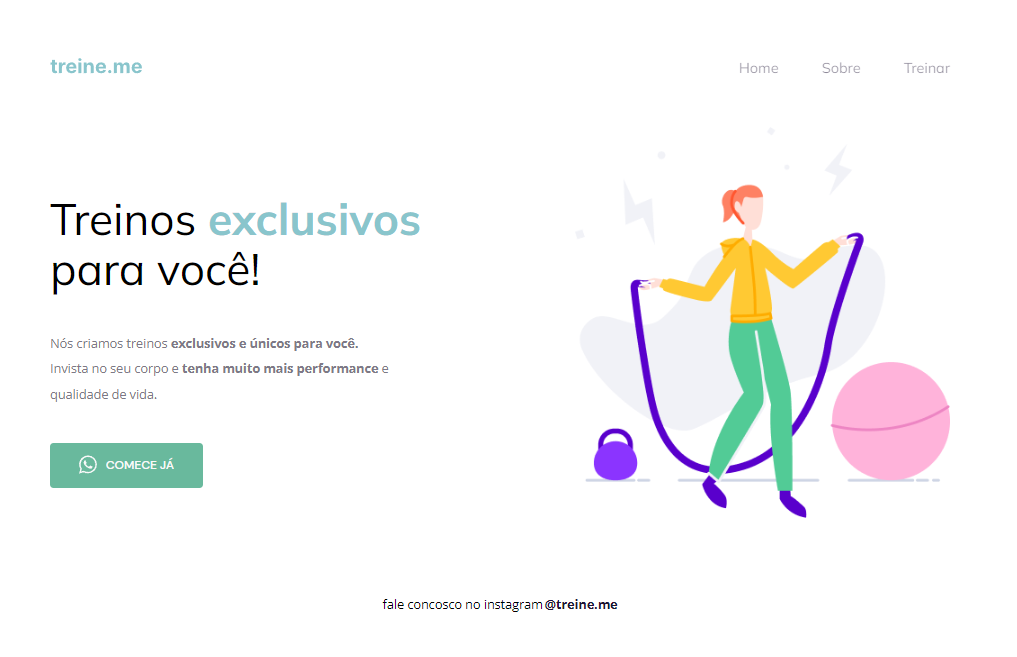 treine.me
Home Sobre Treinar
Treinos exclusivos
para você!
Nós criamos treinos exclusivos e únicos para você.
Invista no seu corpo e tenha muito mais performance e
qualidade de vida.
COMECE JÁ
fale concosco no instagram @treine.me